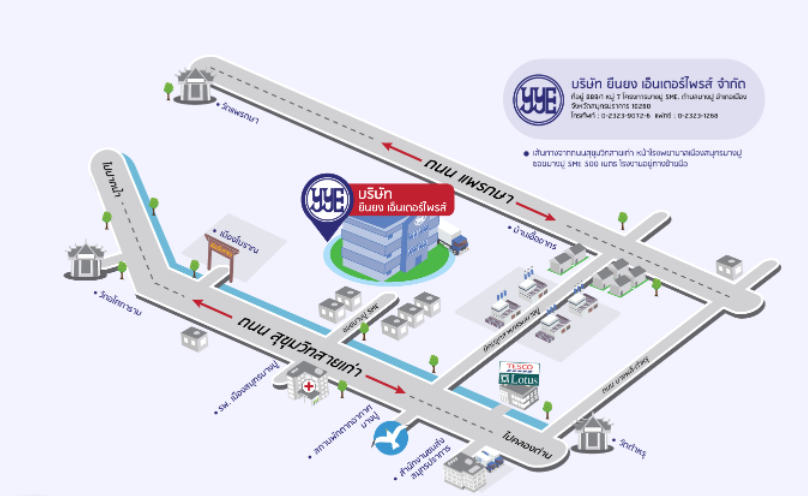 YYE
บริษัท ยืนยง เอ็นเตอร์ไพรส์ จำกัด
ที่อยู่ 889/1 หมู่ 7 โครงการบางปู SME. ตำบลบางปู อำเภอเมือง
จังหวัดสมุทรปราการ 10280
โทรศัพท์ : 0-2323-9072-6 แฟกซ์ : 0-2323-1268
• เส้นทางจากถนนสุขุมวิทสายเก่า หน้าโรงพยาบาลเมืองสมุทรบางปู
ซอยบางปู SME 500 เมตร โรงงานอยู่ทางซ้ายมือ
• วัดแพรกษา
ถนน แพรกษา
YYE
บริษัท
ยืนยง เอ็นเตอร์ไพรส์
ไปปากน้ำ
• เมืองโบราณ
• บ้านเอื้ออาทร
• วัดอโศการาม
ซอยบางปู SME
นิคมอุตสาหกรรมบางปู
ถนน สุขุมวิทสายเก่า
TESCO
Lotus
ถนน บางพลี-ตำหรุ
• รพ. เมืองสมุทรบางปู
• สถานพักตากอากาศ
บางปู
• สำนักงานขนส่ง
สมุทรปราการ
ไปคลองด่าน
• วัดตำหรุ